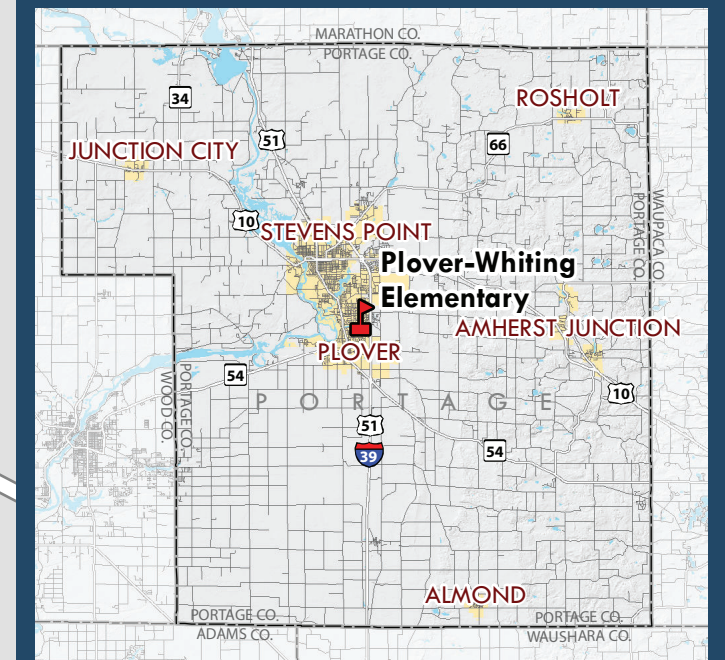 MARATHON CO.
PORTAGE CO.
34
ROSHOLT
51
66
JUNCTION CITY
WAUPACA CO.
PORTAGE CO.
10
STEVENS POINT
Plover-Whiting
Elementary
AMHERST JUNCTION
PLOVER
54
PORTAGE CO.
WOOD CO.
10
PORTAGE
51
39
54
ALMOND
PORTAGE CO.
ADAMS CO.
PORTAGE CO.
WAUSHARA CO.